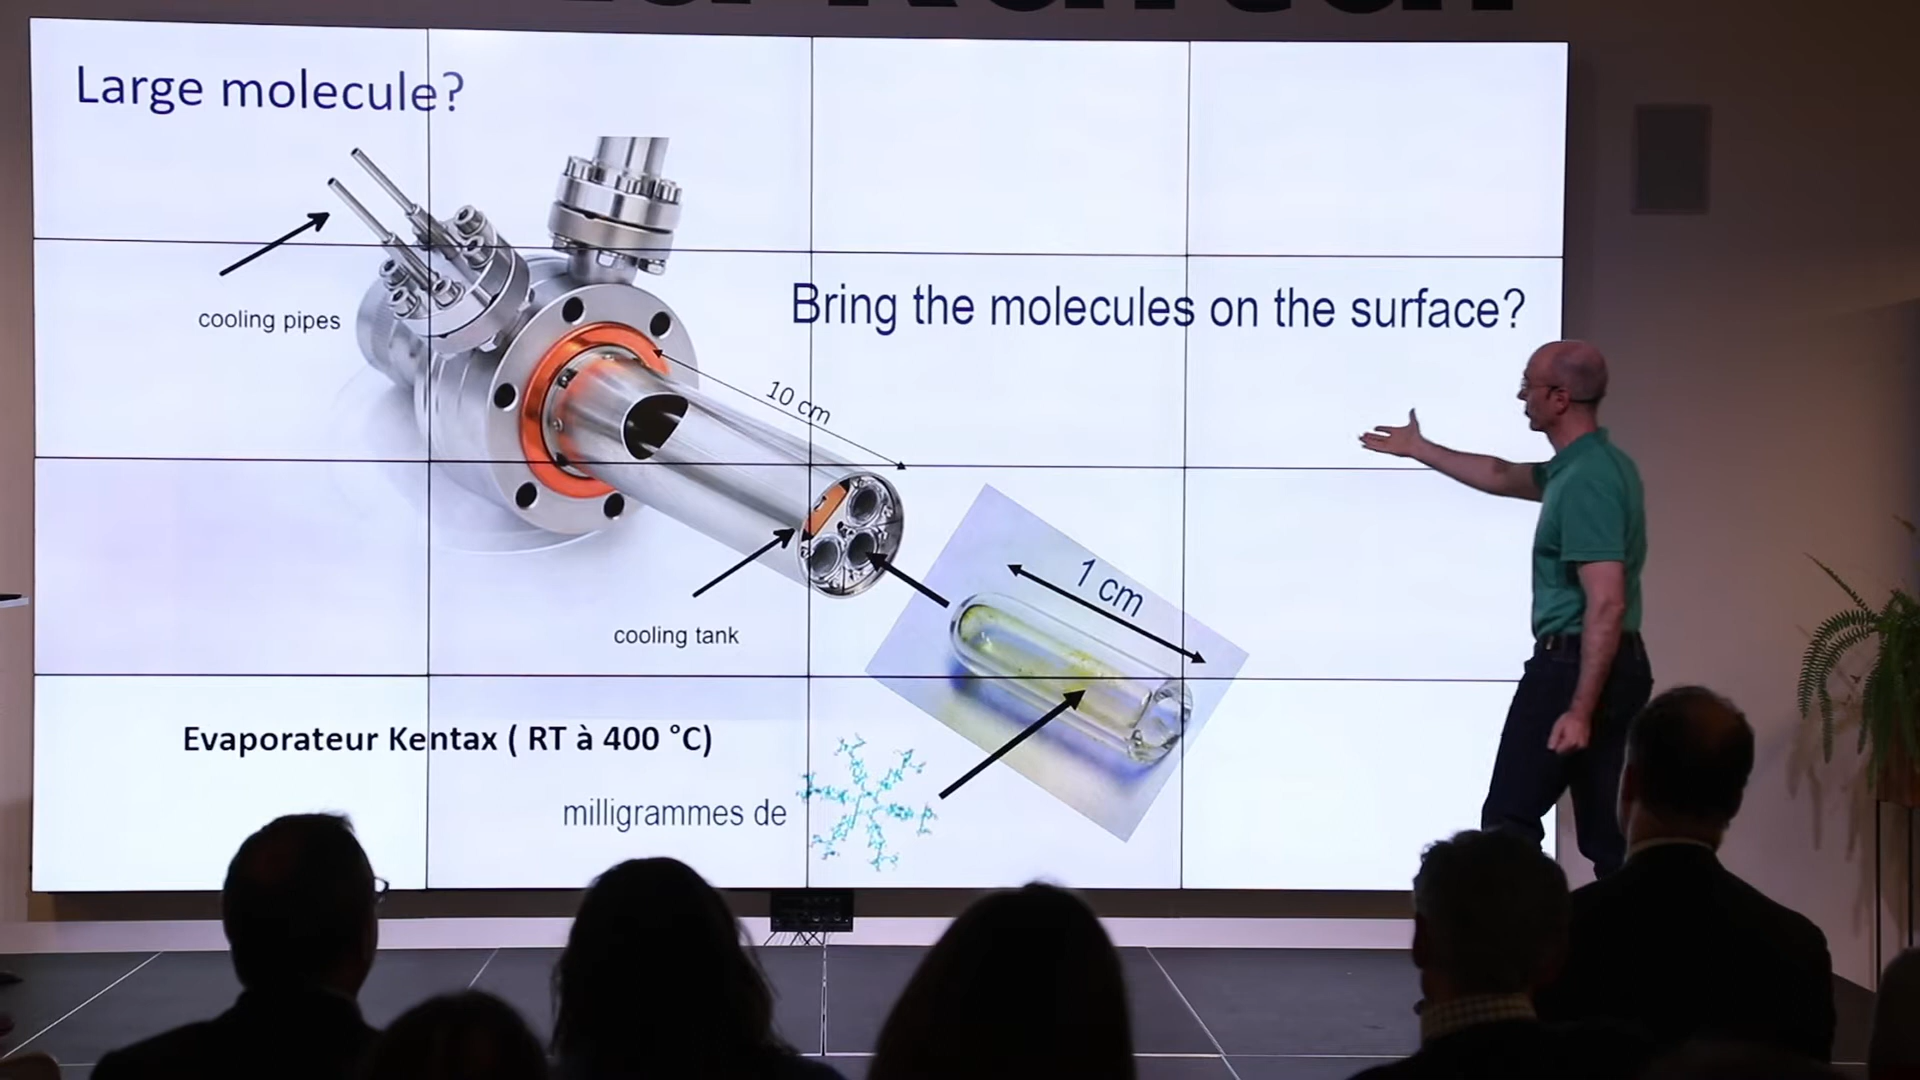 Large molecule?
cooling pipes
Bring the molecules on the surface?
10 cm
1 cm
cooling tank
Evaporateur Kentax ( RT à 400 °C)
milligrammes de